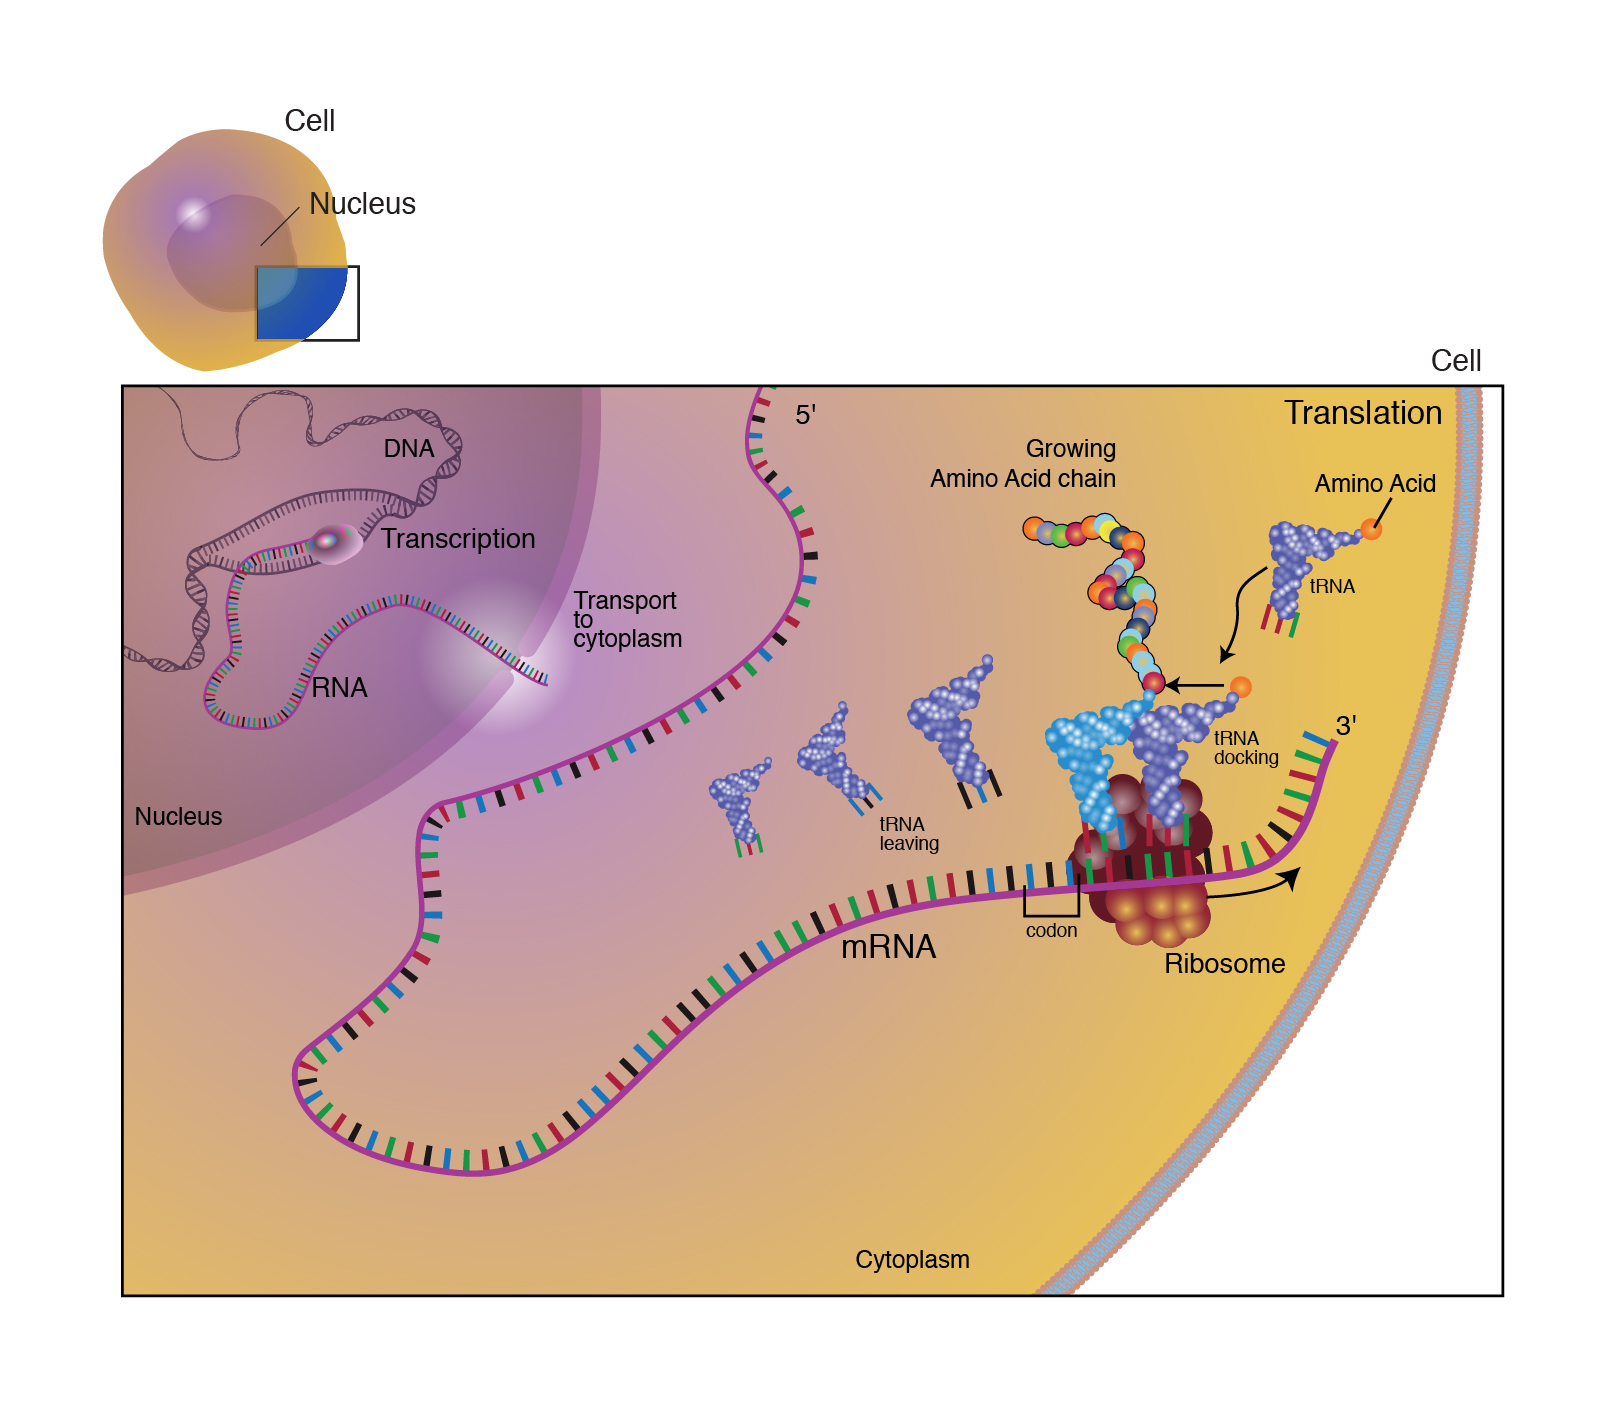 Cell
Nucleus
Cell
Translation
5'
DNA
Growing
Amino Acid chain
Amino Acid
Transcription
tRNA
Transport
to
cytoplasm
RNA
3'
tRNA
docking
Nucleus
tRNA
leaving
codon
mRNA
Ribosome
Cytoplasm